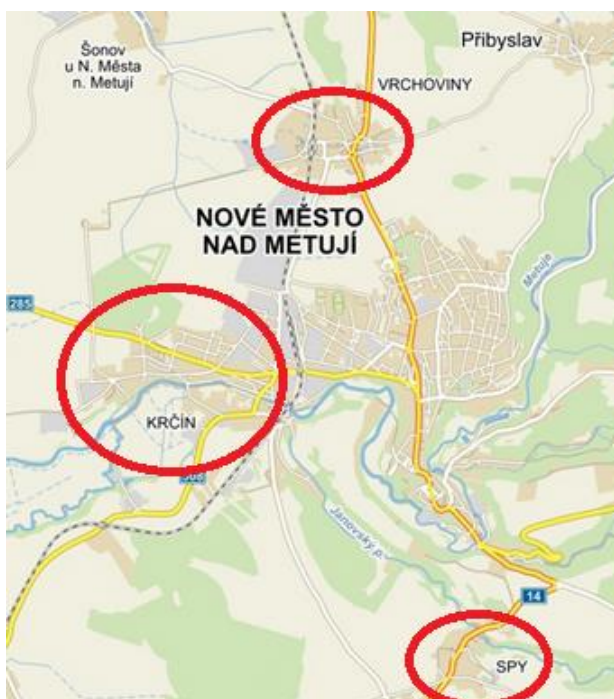 Šonov
u N. Města
n. Metují
Přibyslav
VRCHOVINY
NOVÉ MĚSTO
NAD METUJÍ
Metuje
285
KRČÍN
308
Janovský p.
14
SPY